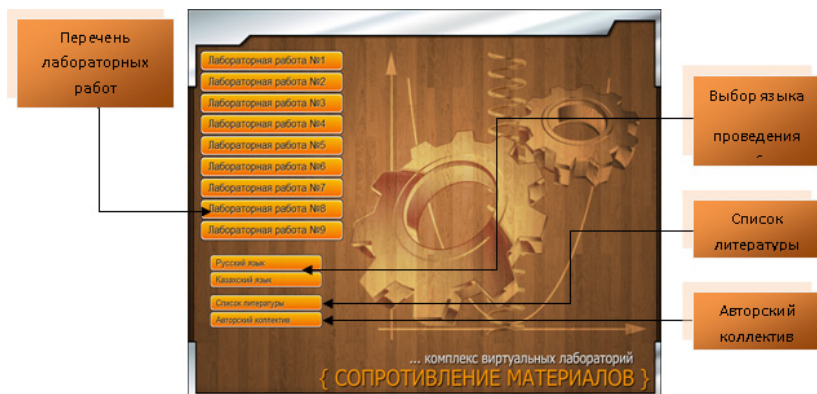 Перечень
лабораторных
работ
Лабораторная работа №1
Лабораторная работа №2
Лабораторная работа №3
Лабораторная работа №4
Лабораторная работа №5
Лабораторная работа №6
Лабораторная работа №7
Лабораторная работа №8
Лабораторная работа №9
Русский язык
Казахский язык
Список литературы
Авторский коллектив
... комплекс виртуальных лабораторий
{ СОПРОТИВЛЕНИЕ МАТЕРИАЛОВ }
Выбор языка
проведения
Список
литературы
Авторский
коллектив